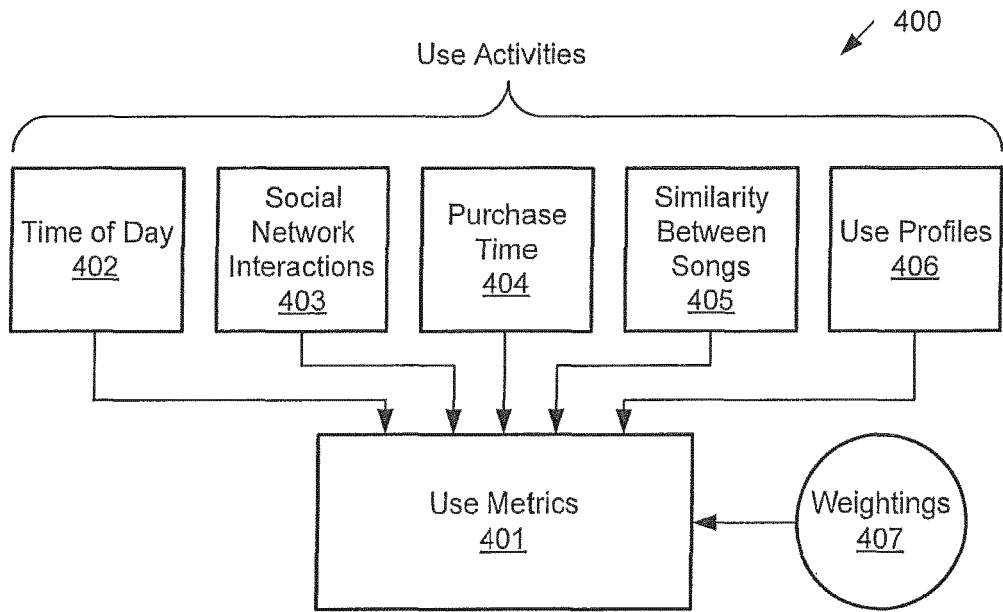 400
Use Activities
Time of Day
402
Social
Network
Interactions
403
Purchase
Time
404
Similarity
Between
Songs
405
Use Profiles
406
Use Metrics
401
Weightings
407